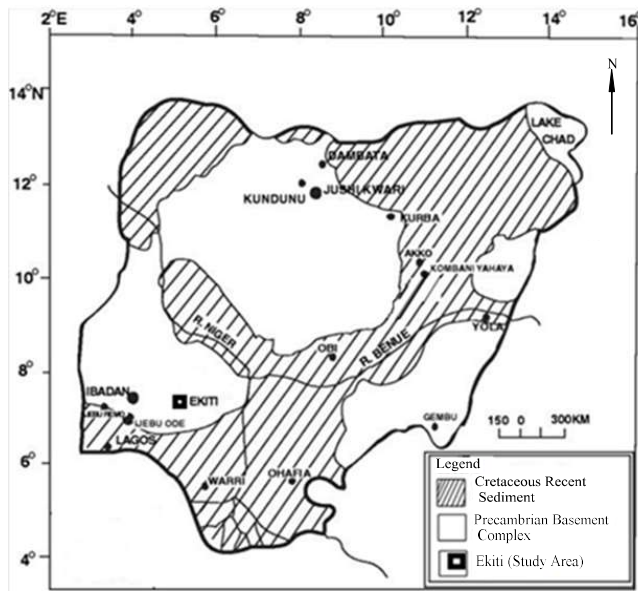 2°E 4° 6° 8° 10° 12° 14° 16°
N
14°N
LAKE
CHAD
DAMBATA
12°
JUSHI KWARI
KUNDUNU
KURBA
AKKO
KOMBANI YAHAYA
10°
R. NIGER
YOLA
R. BENUE
OBI
8°
IBADAN
EKITI
IJEBU REMO
IJEBU ODE
GEMBU
150 0 300KM
LAGOS
6°
WARRI
OHAFIA
4°
Legend
Cretaceous Recent
Sediment
Precambrian Basement
Complex
Ekiti (Study Area)